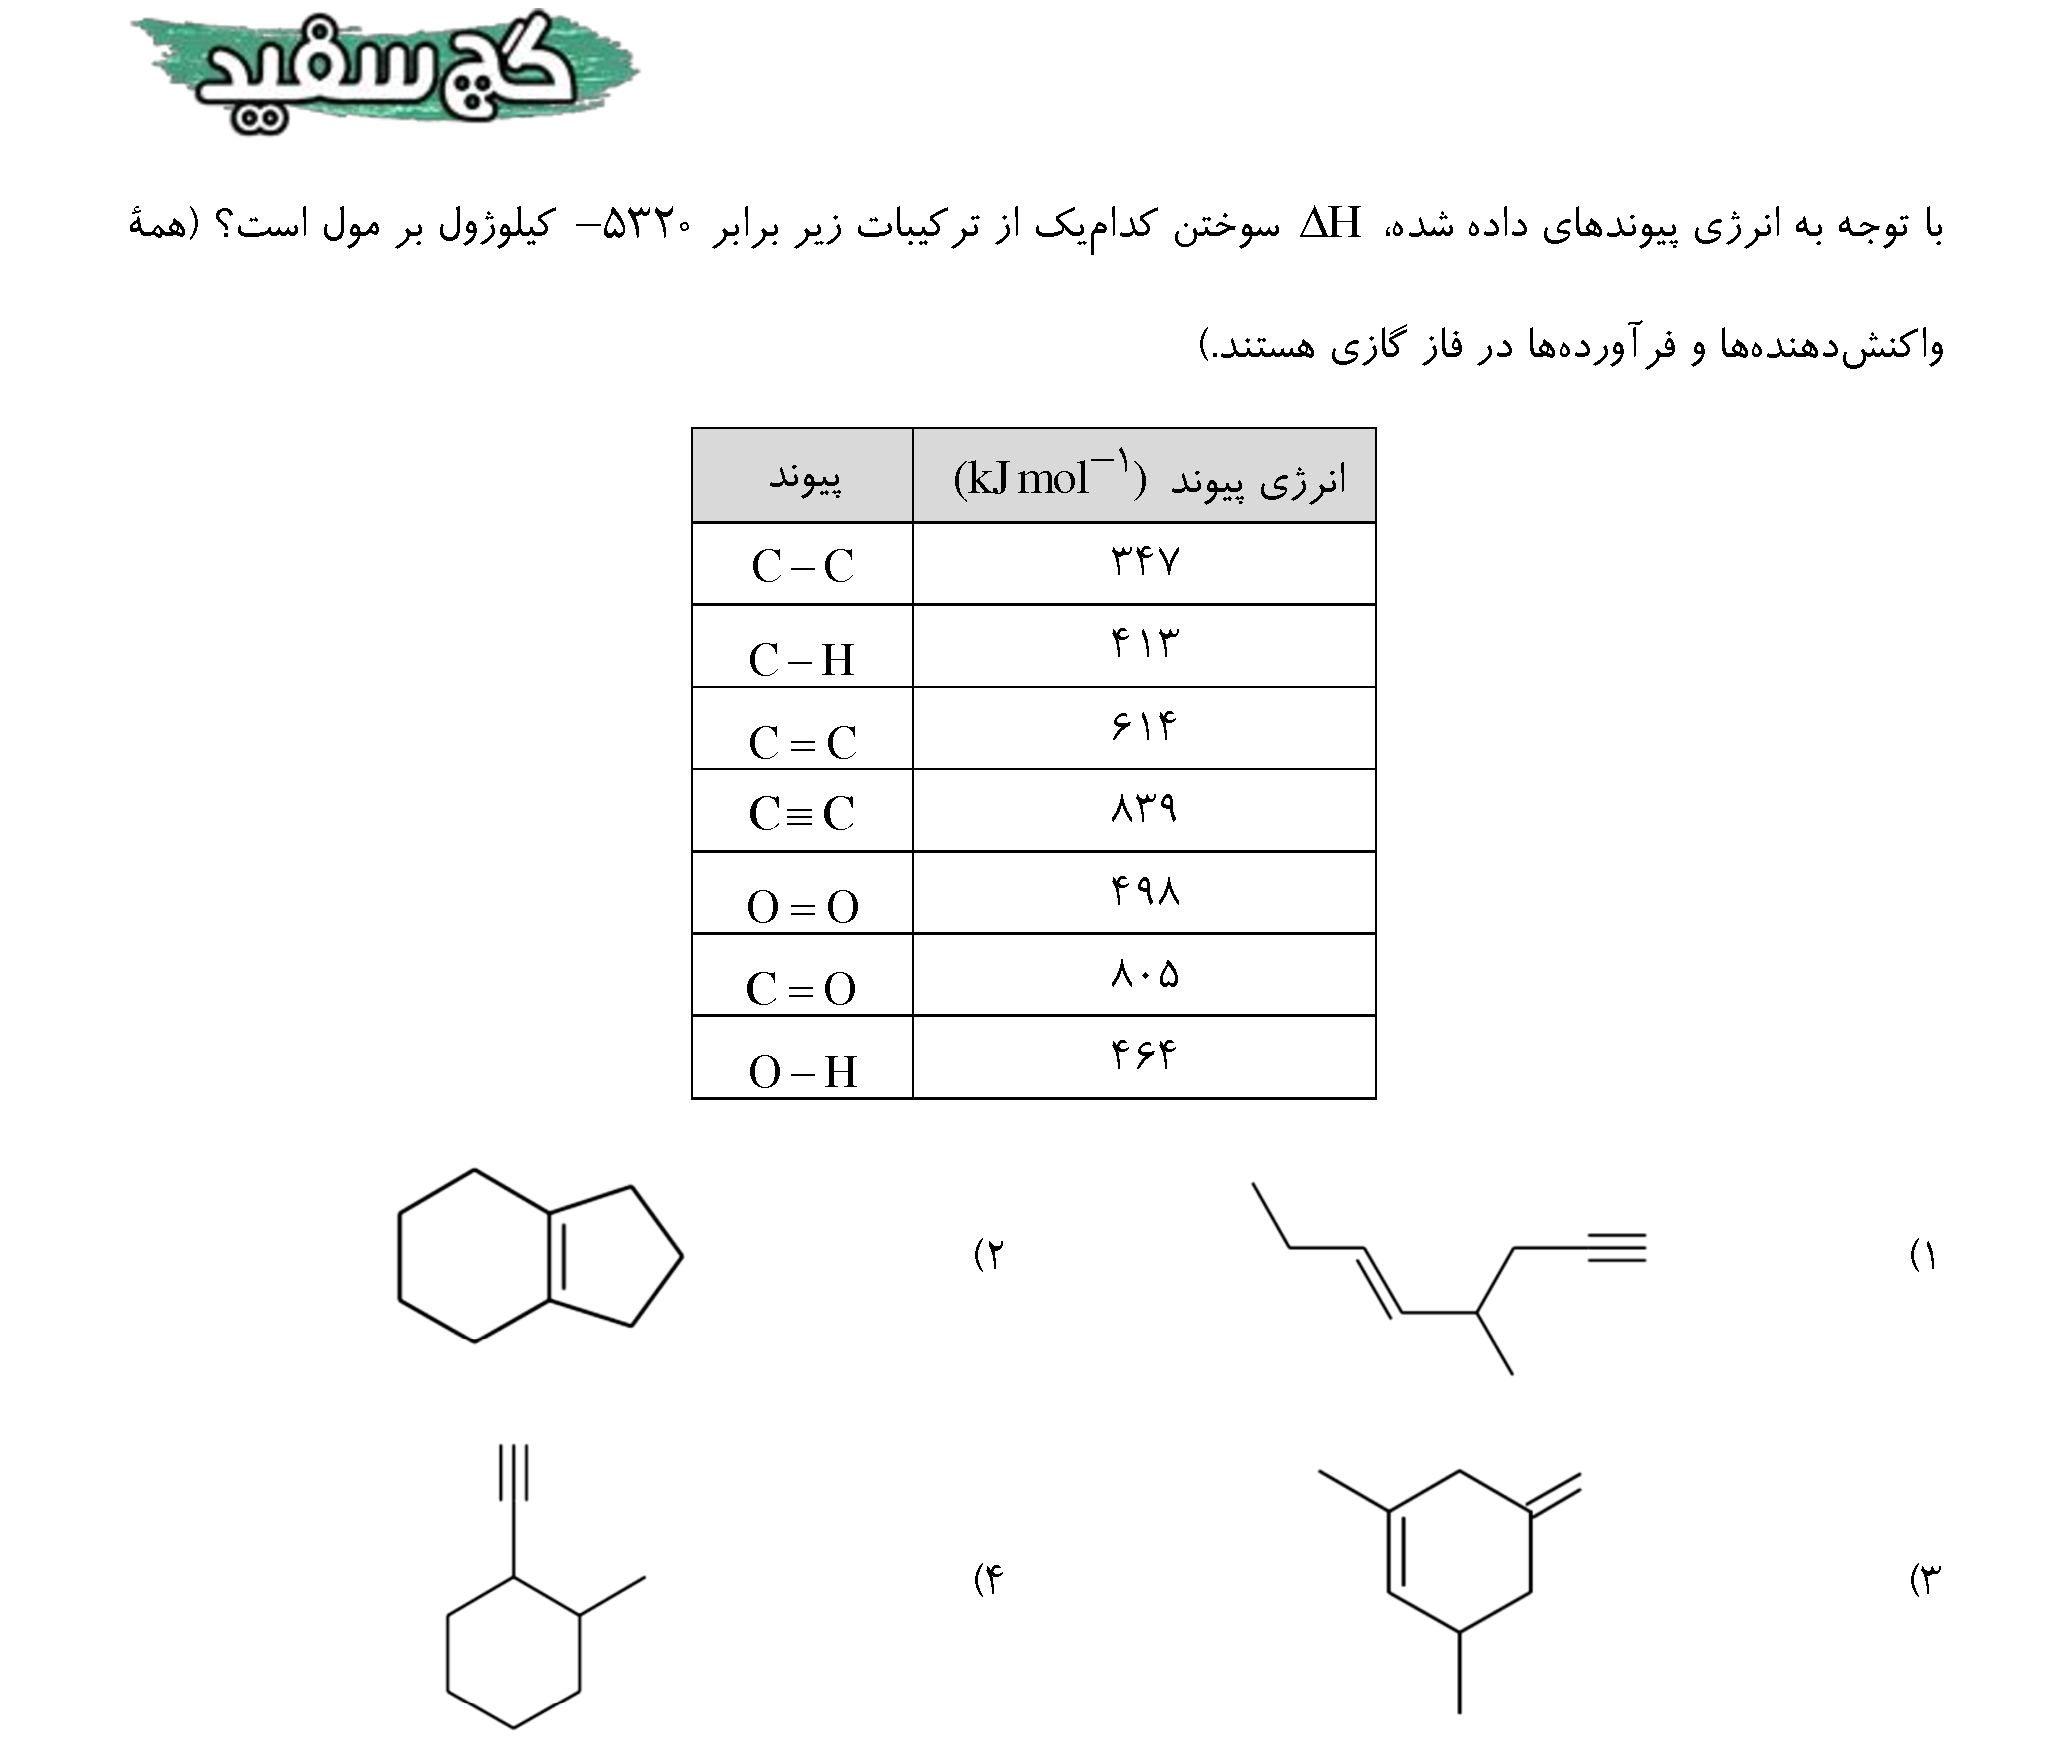 گچ سفید
با توجه به انرژی پیوندهای داده شده، ΔH سوختن کدام‌یک از ترکیبات زیر برابر ۵۳۲۰− کیلوژول بر مول است؟ (همهٔ
واکنش‌دهنده‌ها و فرآورده‌ها در فاز گازی هستند.)
انرژی پیوند (kJ mol⁻¹) پیوند
۳۴۷ C – C
۴۱۳ C – H
۶۱۴ C = C
۸۳۹ C ≡ C
۴۹۸ O = O
۸۰۵ C = O
۴۶۴ O – H
۱) ۲)
۳) ۴)